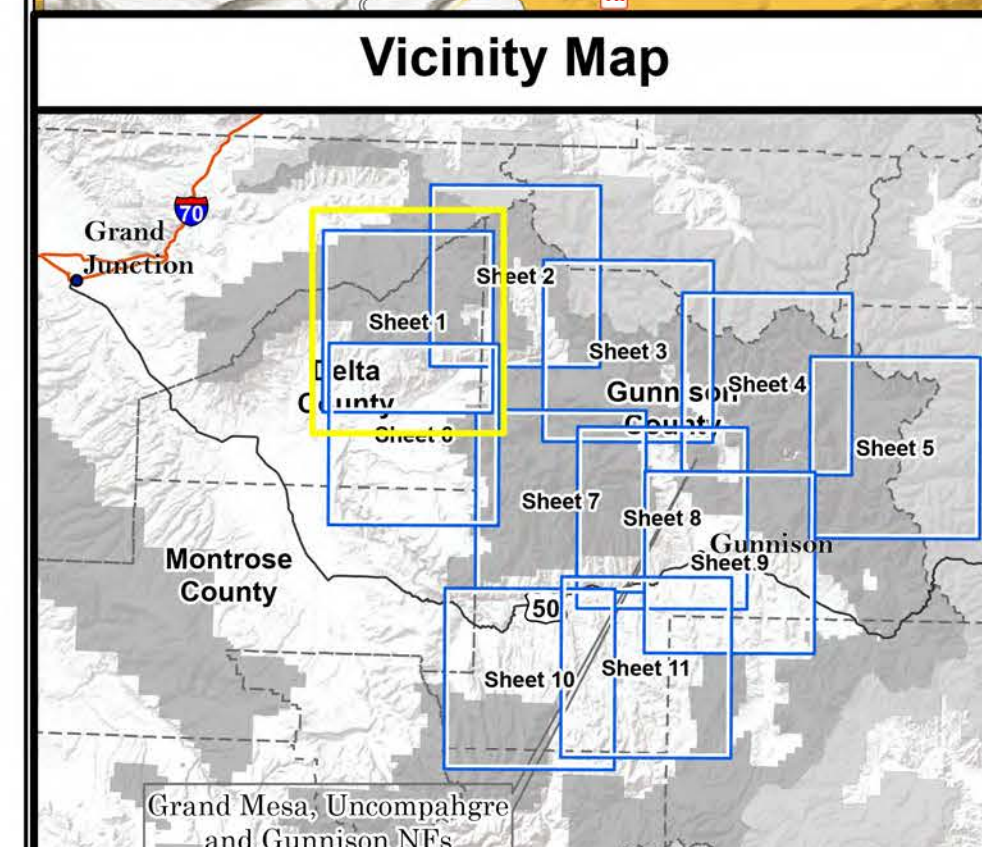 Vicinity Map
70
Grand
Junction
Sheet 2
Sheet 1
Sheet 3
Delta
County
Gunnison
County
Sheet 4
Sheet 6
Sheet 5
Sheet 7
Sheet 8
Gunnison
Sheet 9
Montrose
County
50
Sheet 10
Sheet 11
Grand Mesa, Uncompahgre
and Gunnison NFs